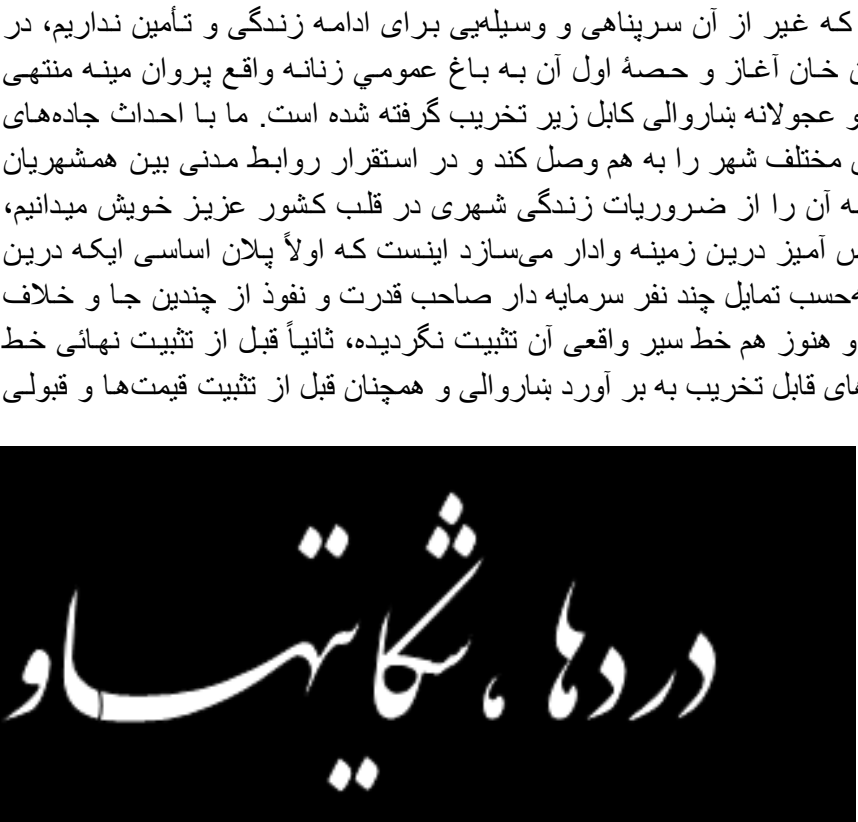 که غیر از آن سرپناهی و وسیله‌یی برای ادامه زندگی و تأمین نداریم، در
خان آغاز و حصۀ اول آن به باغ عمومي زنانه واقع پروان مینه منتهی
و عجولانه ښاروالی کابل زیر تخریب گرفته شده است. ما با احداث جاده‌های
مختلف شهر را به هم وصل کند و در استقرار روابط مدنی بین همشهریان
آن را از ضروریات زندگی شهری در قلب کشور عزیز خویش میدانیم،
آمیز درین زمینه وادار می‌سازد اینست که اولاً پلان اساسی ایکه درین
حسب تمایل چند نفر سرمایه دار صاحب قدرت و نفوذ از چندین جا و خلاف
و هنوز هم خط سیر واقعی آن تثبیت نگردیده، ثانیاً قبل از تثبیت نهائی خط
های قابل تخریب به بر آورد ښاروالی و همچنان قبل از تثبیت قیمت‌ها و قبولی
دردها ، شکایتها و